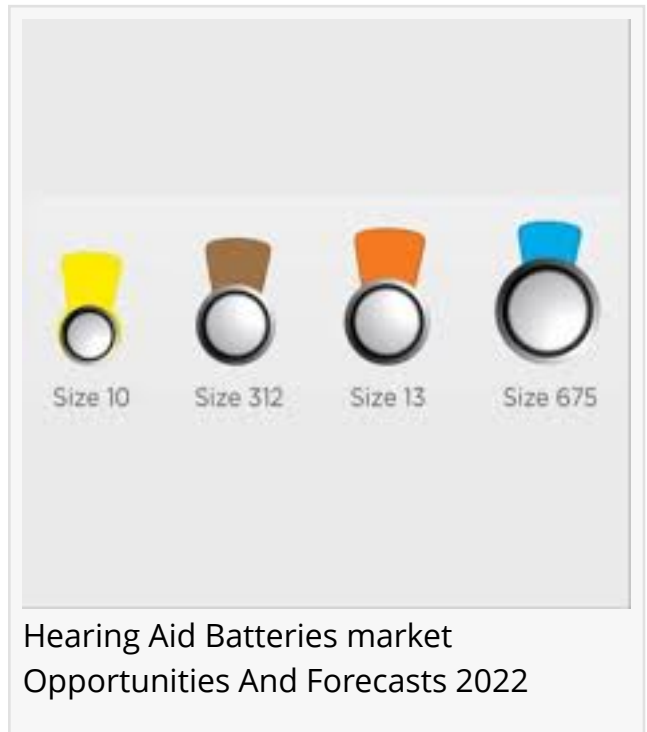 Size 10 Size 312 Size 13 Size 675
Hearing Aid Batteries market
Opportunities And Forecasts 2022